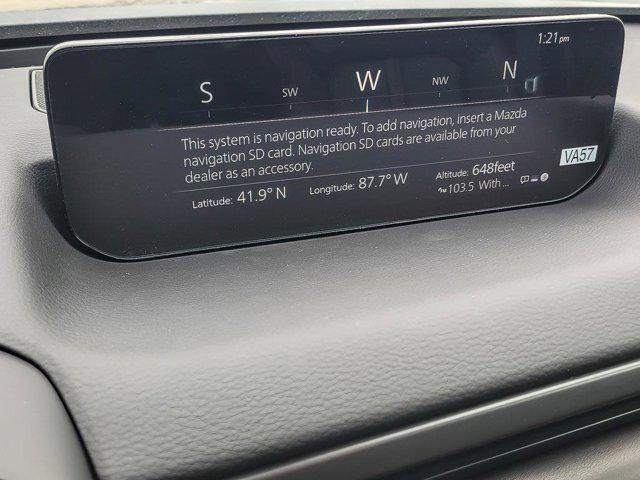 1:21pm
S SW W NW N
This system is navigation ready. To add navigation, insert a Mazda
navigation SD card. Navigation SD cards are available from your
dealer as an accessory.
VA57
Latitude: 41.9° N Longitude: 87.7° W Altitude: 648feet
FM 103.5 With ...